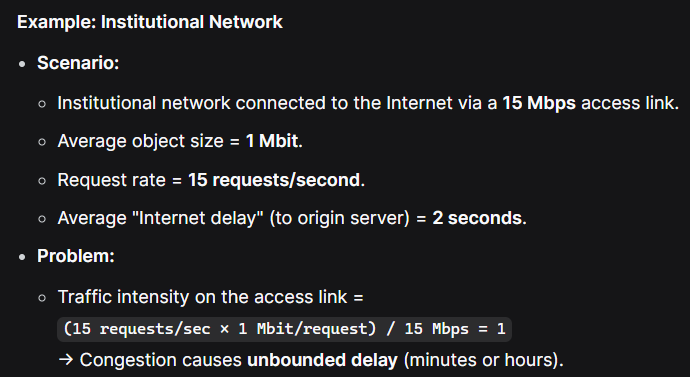 Example: Institutional Network
• Scenario:
○ Institutional network connected to the Internet via a 15 Mbps access link.
○ Average object size = 1 Mbit.
○ Request rate = 15 requests/second.
○ Average "Internet delay" (to origin server) = 2 seconds.
• Problem:
○ Traffic intensity on the access link =
(15 requests/sec × 1 Mbit/request) / 15 Mbps = 1
→ Congestion causes unbounded delay (minutes or hours).